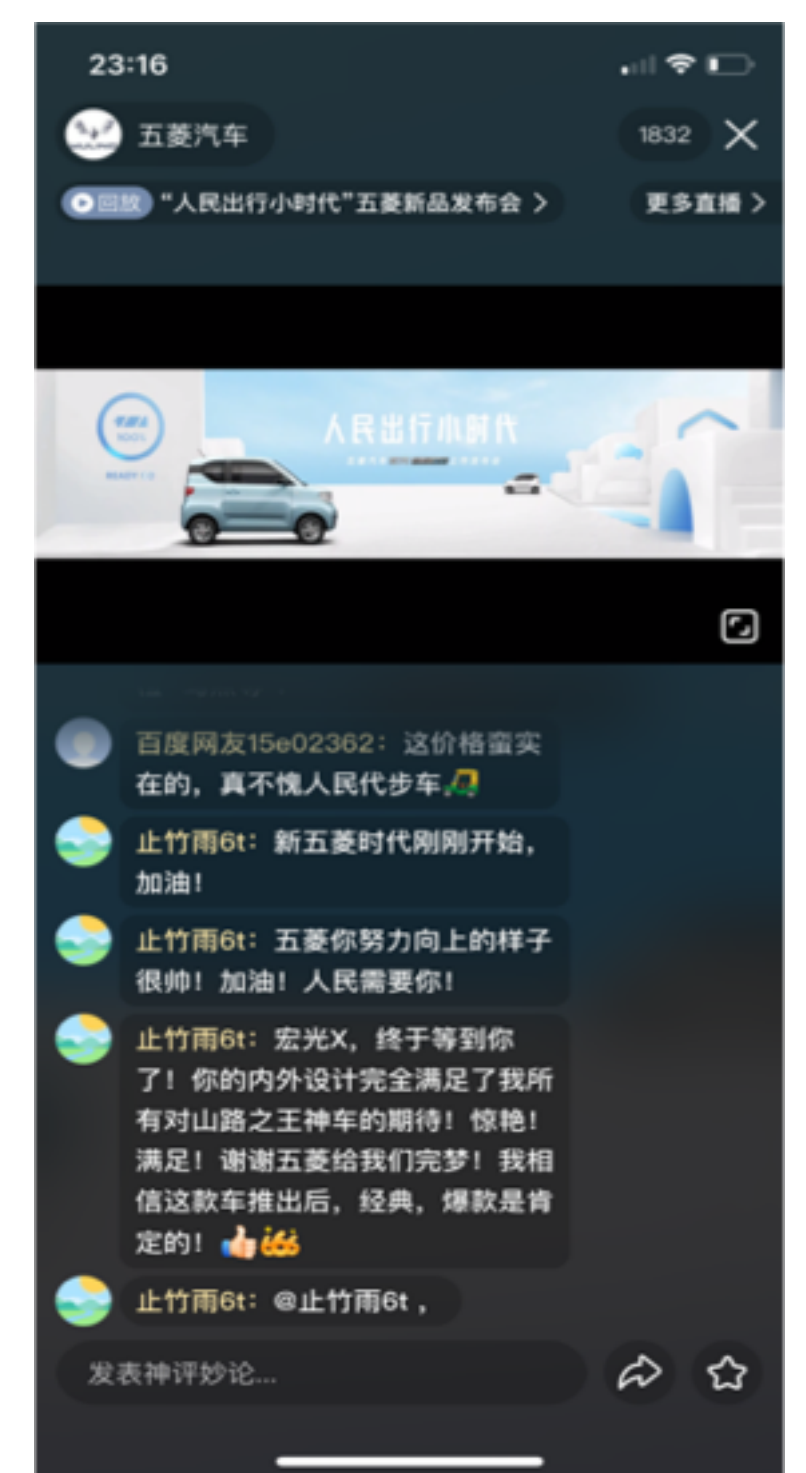 23:16
五菱汽车
1832
回放 “人民出行小时代”五菱新品发布会 >
更多直播 >
人民出行小时代
100%
百度网友15e02362：这价格蛮实
在的，真不愧人民代步车
止竹雨6t：新五菱时代刚刚开始，
加油！
止竹雨6t：五菱你努力向上的样子
很帅！加油！人民需要你！
止竹雨6t：宏光X，终于等到你
了！你的内外设计完全满足了我所
有对山路之王神车的期待！惊艳！
满足！谢谢五菱给我们完梦！我相
信这款车推出后，经典，爆款是肯
定的！👍666
止竹雨6t：@止竹雨6t ，
发表神评妙论...